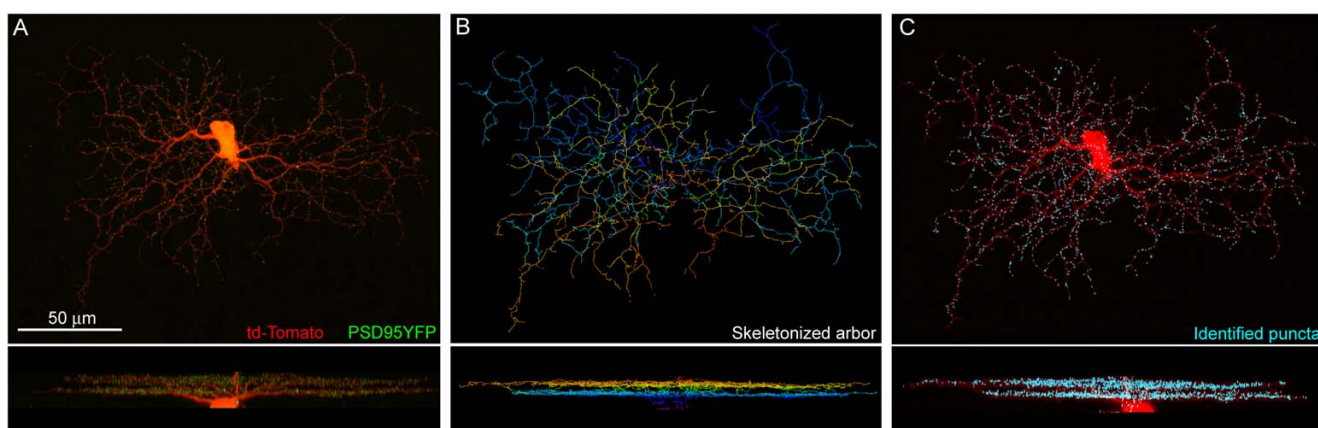 A
B
C
50 μm
td-Tomato PSD95YFP
Skeletonized arbor
Identified puncta